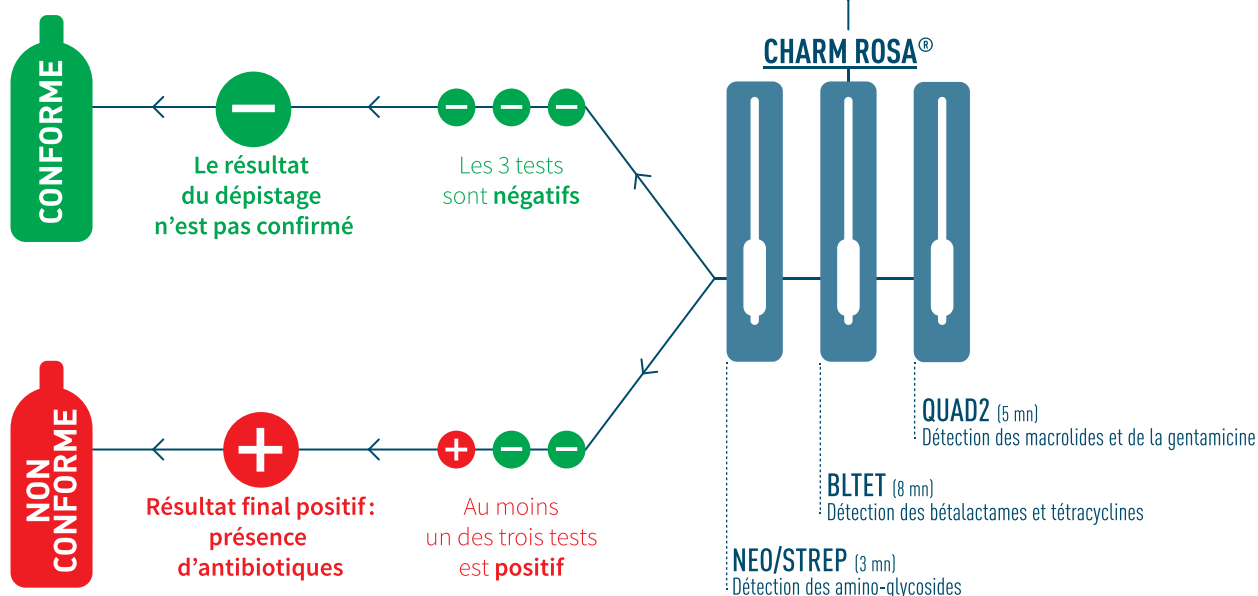 CHARM ROSA®
CONFORME
Le résultat
du dépistage
n’est pas confirmé
Les 3 tests
sont négatifs
NON
CONFORME
Résultat final positif :
présence
d’antibiotiques
Au moins
un des trois tests
est positif
QUAD2 (5 mn)
Détection des macrolides et de la gentamicine
BLTET (8 mn)
Détection des bétalactames et tétracyclines
NEO/STREP (3 mn)
Détection des amino-glycosides